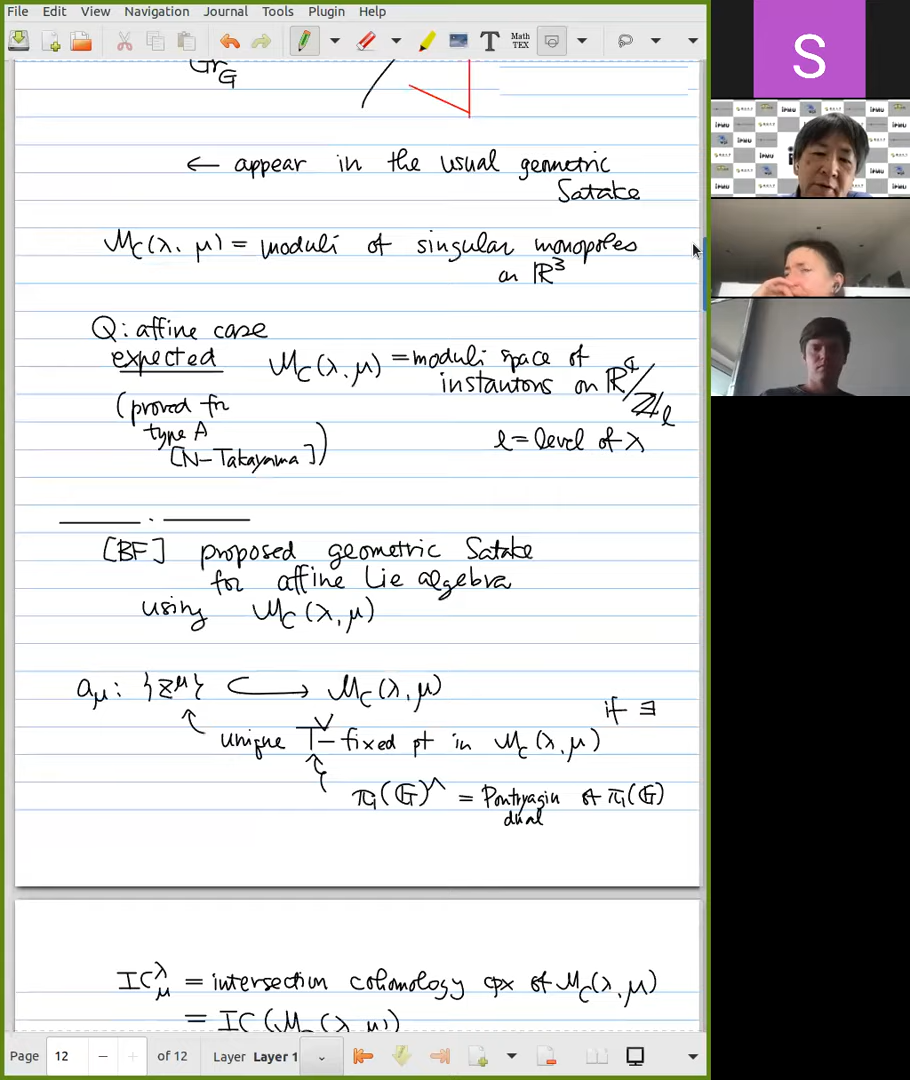 File Edit View Navigation Journal Tools Plugin Help
T Math TEX
Gr_G
← appear in the usual geometric
Satake
M_C(λ, μ) = moduli of singular monopoles
on ℝ³
Q: affine case
expected M_C(λ, μ) = moduli space of
instantons on ℝ⁴/ℤ_ℓ
(proved for
type A
[N-Takayama])
ℓ = level of λ
[BF] proposed geometric Satake
for affine Lie algebra
using M_C(λ, μ)
a_μ : {z^μ} ↪ M_C(λ, μ)
if ∃
unique T^∨-fixed pt in M_C(λ, μ)
π₁(𝔾)^∧ = Pontryagin of π₁(𝔾)
dual
IC^λ_μ = intersection cohomology cpx of M_C(λ, μ)
= IC(M_C(λ, μ))
Page 12 of 12 Layer Layer 1
S
IPMU